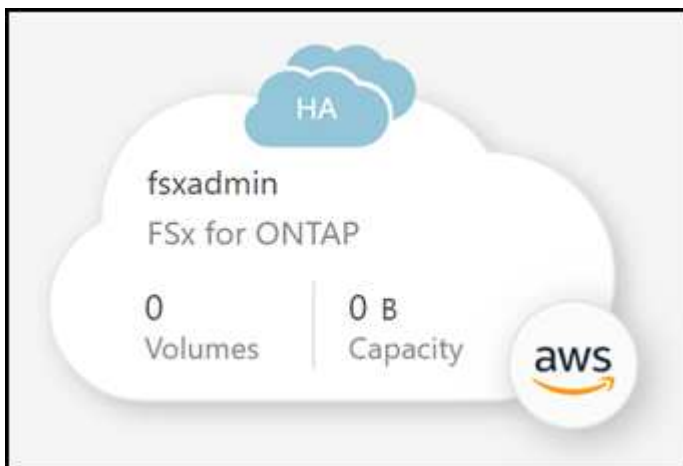 HA
fsxadmin
FSx for ONTAP
0
Volumes
0 B
Capacity
aws